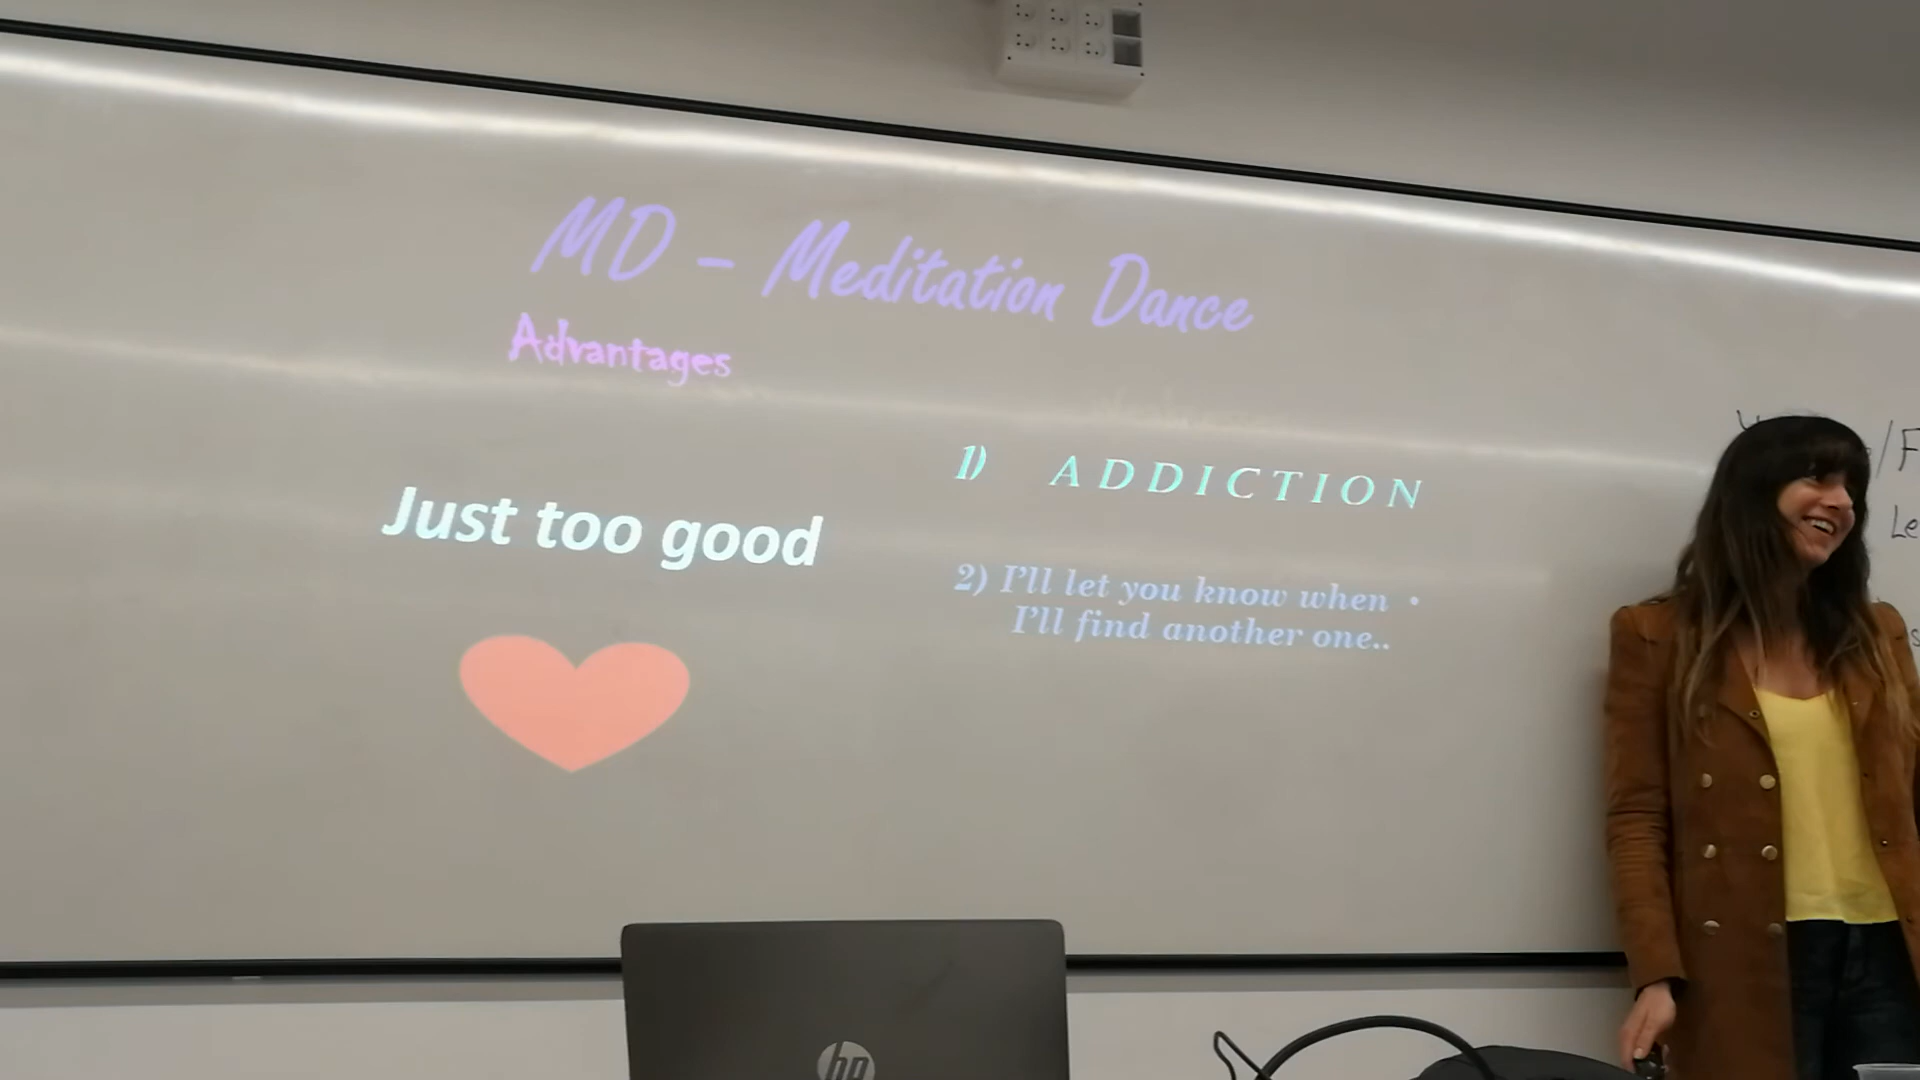 MD – Meditation Dance
Advantages
Just too good
1) ADDICTION
2) I'll let you know when •
I'll find another one..
/F
Le
hp